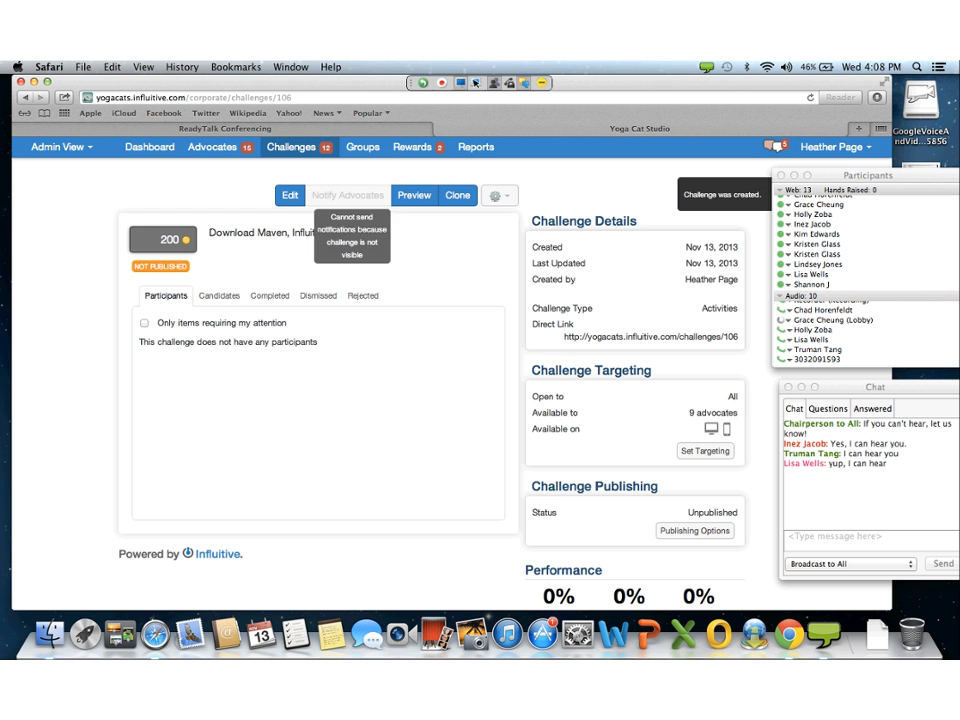 Safari File Edit View History Bookmarks Window Help
46% Wed 4:08 PM
yogacats.influitive.com/corporate/challenges/106
Reader
Apple iCloud Facebook Twitter Wikipedia Yahoo! News Popular
ReadyTalk Conferencing Yoga Cat Studio
GoogleVoiceA
ndVid...5856
Admin View Dashboard Advocates 15 Challenges 12 Groups Rewards 2 Reports 5 Heather Page
Edit Notify Advocates Preview Clone
Challenge was created.
Cannot send
notifications because
challenge is not
visible
200
Download Maven, Influi
NOT PUBLISHED
Participants Candidates Completed Dismissed Rejected
Only items requiring my attention
This challenge does not have any participants
Powered by Influitive.
Challenge Details
Created Nov 13, 2013
Last Updated Nov 13, 2013
Created by Heather Page
Challenge Type Activities
Direct Link
http://yogacats.influitive.com/challenges/106
Challenge Targeting
Open to All
Available to 9 advocates
Available on
Set Targeting
Challenge Publishing
Status Unpublished
Publishing Options
Performance
0% 0% 0%
Participants
Web: 13 Hands Raised: 0
Chad Horenfeldt
Grace Cheung
Holly Zoba
Inez Jacob
Kim Edwards
Kristen Glass
Kristen Glass
Lindsey Jones
Lisa Wells
Shannon J
Audio: 10
Chad Horenfeldt
Grace Cheung (Lobby)
Holly Zoba
Lisa Wells
Truman Tang
3032091593
Chat
Chat Questions Answered
Chairperson to All: If you can't hear, let us
know!
Inez Jacob: Yes, I can hear you.
Truman Tang: I can hear you
Lisa Wells: yup, I can hear
<Type message here>
Broadcast to All Send
13
1